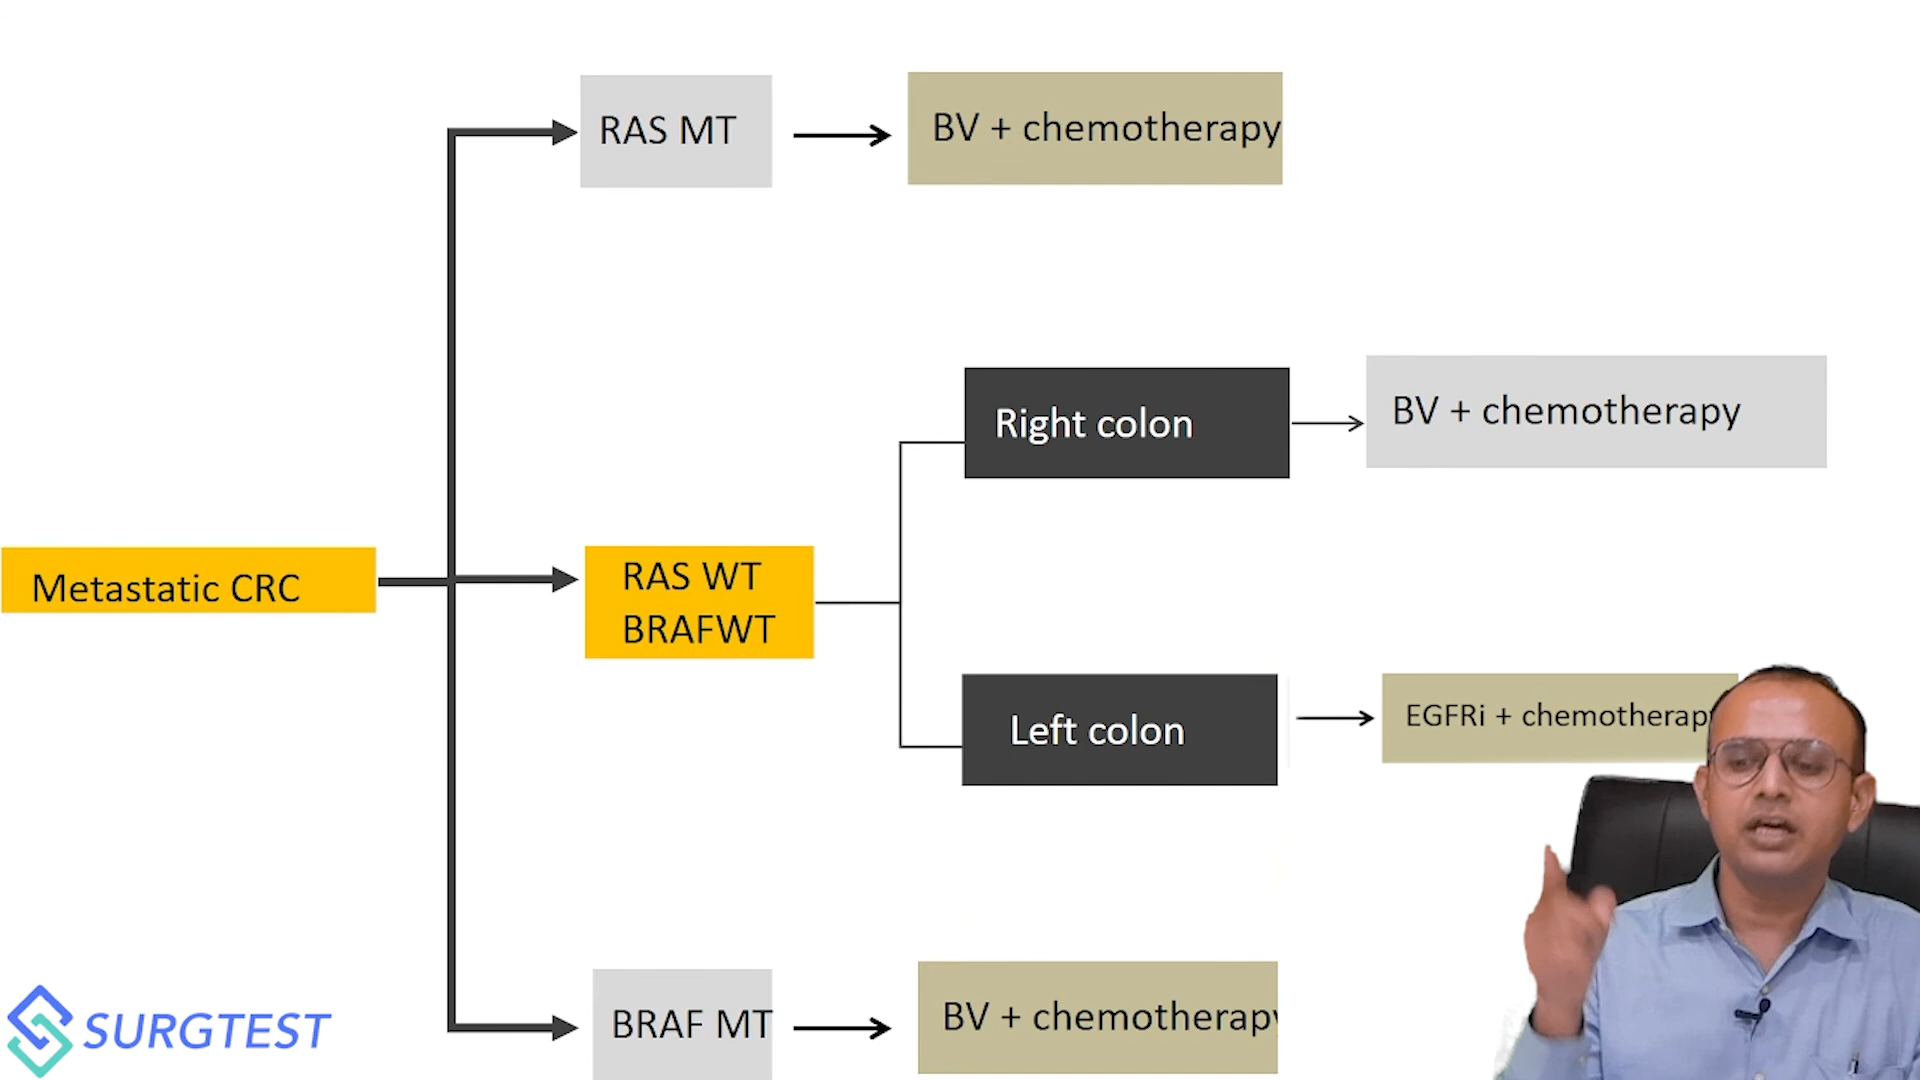 RAS MT
BV + chemotherapy
Right colon
BV + chemotherapy
Metastatic CRC
RAS WT
BRAFWT
Left colon
EGFRi + chemotherap
BRAF MT
BV + chemotherapy
SURGTEST